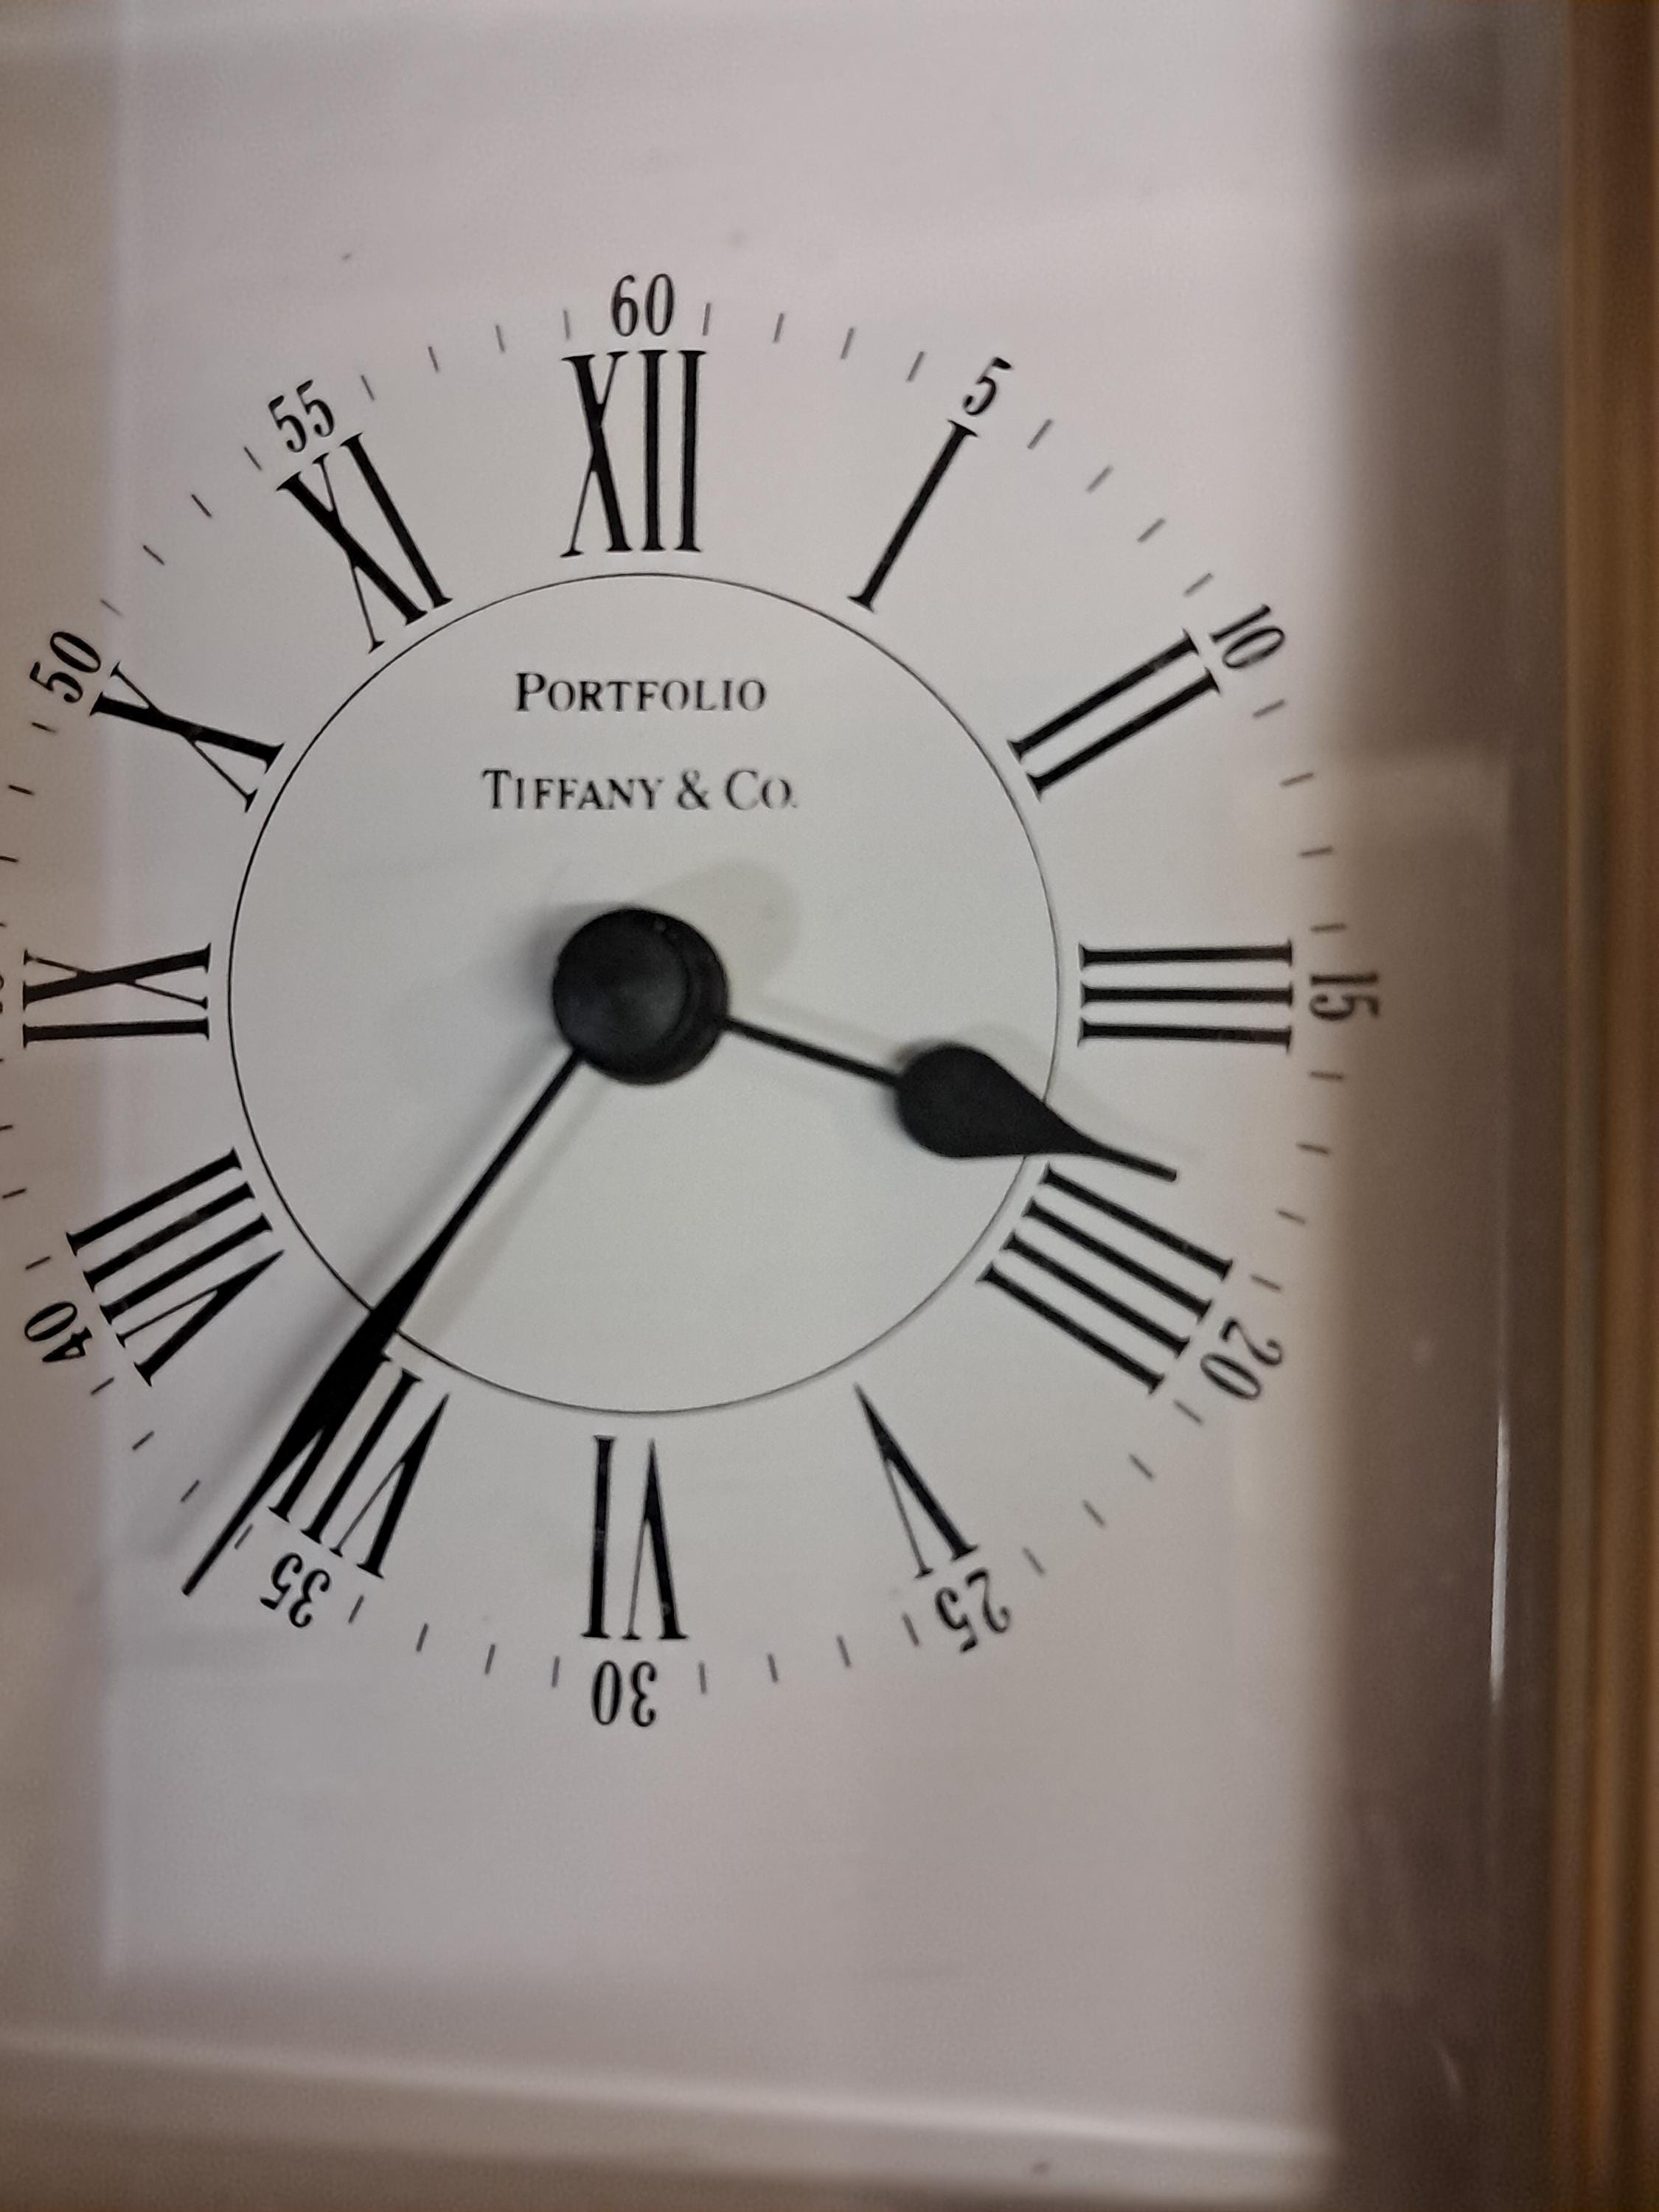 60
55 5
XII
XI I
50 10
X II
PORTFOLIO
TIFFANY & CO.
IX III 15
VIII IIII
40 20
VII V
VI
35 25
30